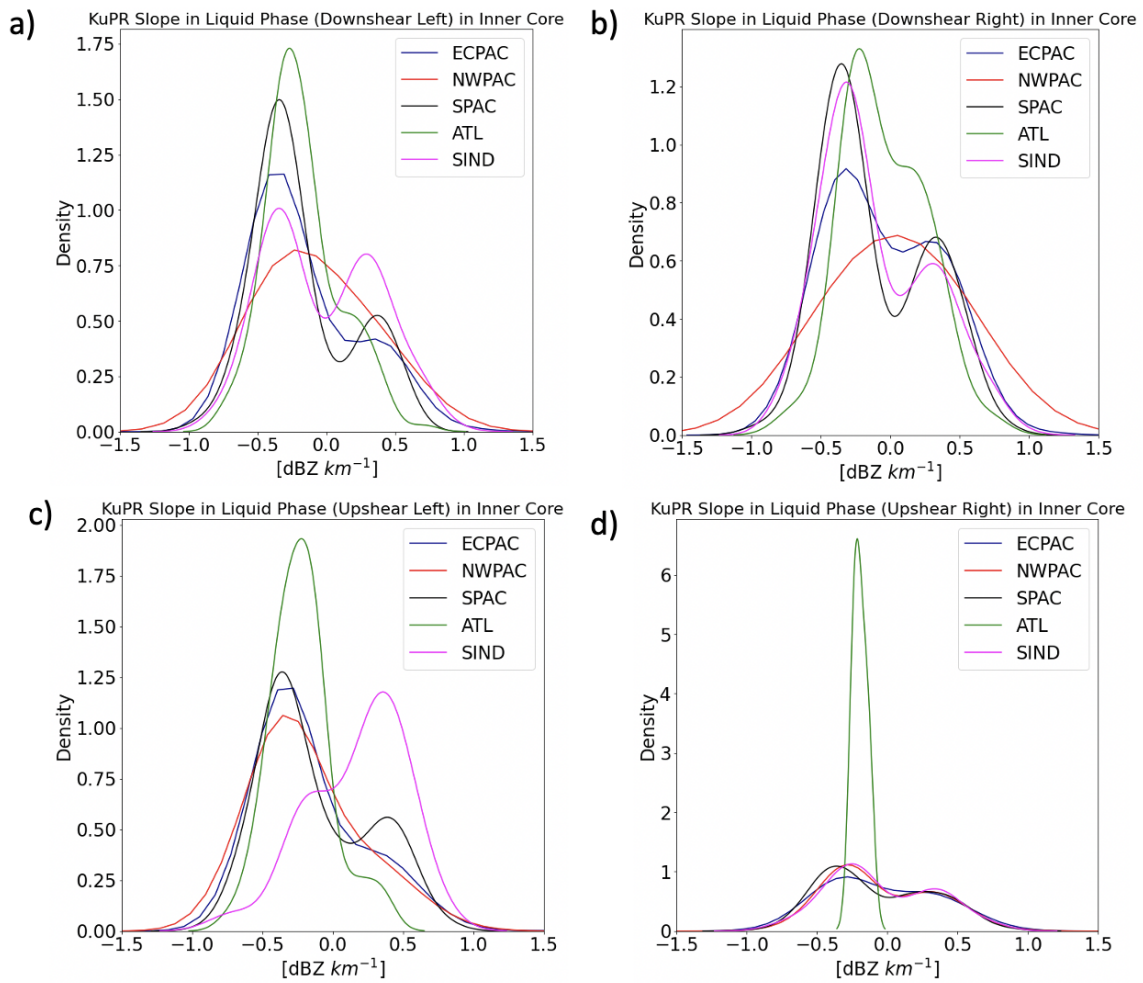 a)
KuPR Slope in Liquid Phase (Downshear Left) in Inner Core
1.75
1.50
1.25
1.00
0.75
0.50
0.25
0.00
Density
−1.5 −1.0 −0.5 0.0 0.5 1.0 1.5
[dBZ km⁻¹]
ECPAC
NWPAC
SPAC
ATL
SIND
b)
KuPR Slope in Liquid Phase (Downshear Right) in Inner Core
1.2
1.0
0.8
0.6
0.4
0.2
0.0
Density
−1.5 −1.0 −0.5 0.0 0.5 1.0 1.5
[dBZ km⁻¹]
ECPAC
NWPAC
SPAC
ATL
SIND
c)
KuPR Slope in Liquid Phase (Upshear Left) in Inner Core
2.00
1.75
1.50
1.25
1.00
0.75
0.50
0.25
0.00
Density
−1.5 −1.0 −0.5 0.0 0.5 1.0 1.5
[dBZ km⁻¹]
ECPAC
NWPAC
SPAC
ATL
SIND
d)
KuPR Slope in Liquid Phase (Upshear Right) in Inner Core
6
5
4
3
2
1
0
Density
−1.5 −1.0 −0.5 0.0 0.5 1.0 1.5
[dBZ km⁻¹]
ECPAC
NWPAC
SPAC
ATL
SIND